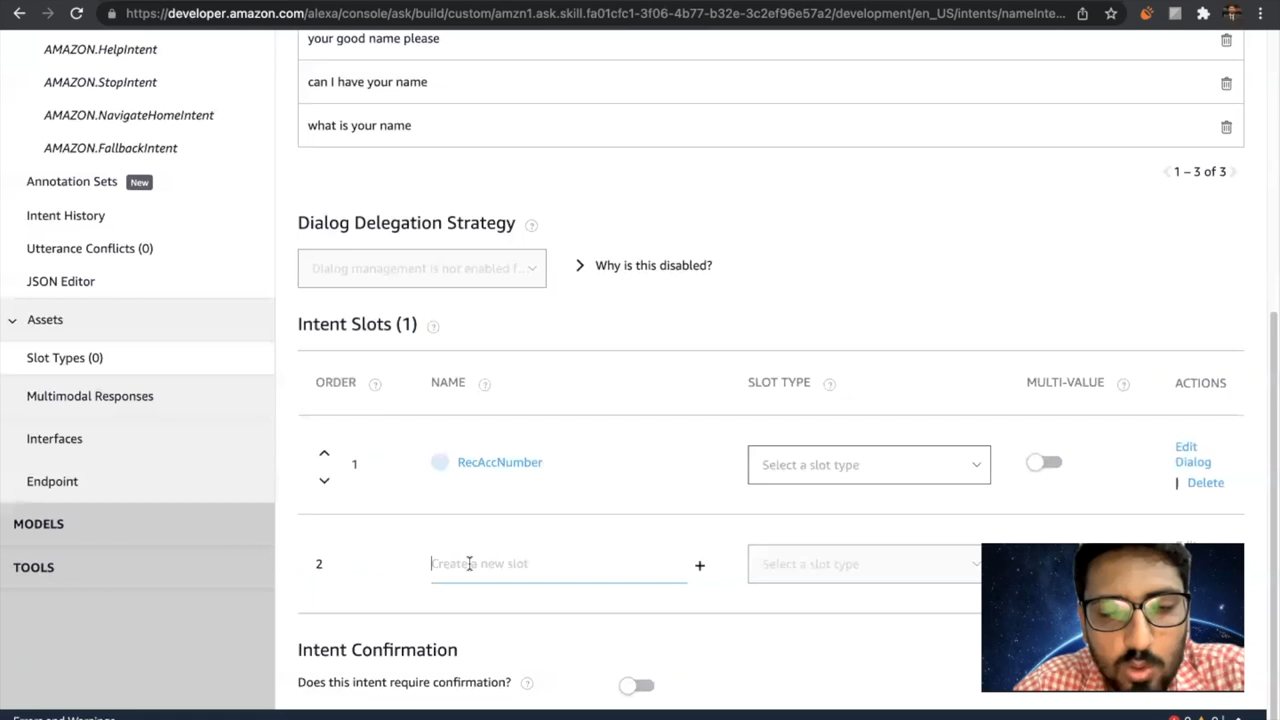 https://developer.amazon.com/alexa/console/ask/build/custom/amzn1.ask.skill.fa01cfc1-3f06-4b77-b32e-3c2ef96e57a2/development/en_US/intents/nameInte...
AMAZON.HelpIntent
AMAZON.StopIntent
AMAZON.NavigateHomeIntent
AMAZON.FallbackIntent
Annotation Sets New
Intent History
Utterance Conflicts (0)
JSON Editor
Assets
Slot Types (0)
Multimodal Responses
Interfaces
Endpoint
MODELS
TOOLS
your good name please
can I have your name
what is your name
1 – 3 of 3
Dialog Delegation Strategy ?
Dialog management is not enabled f...
Why is this disabled?
Intent Slots (1) ?
ORDER ? NAME ? SLOT TYPE ? MULTI-VALUE ? ACTIONS
1 RecAccNumber Select a slot type Edit
Dialog
| Delete
2 Create a new slot + Select a slot type
Intent Confirmation
Does this intent require confirmation? ?